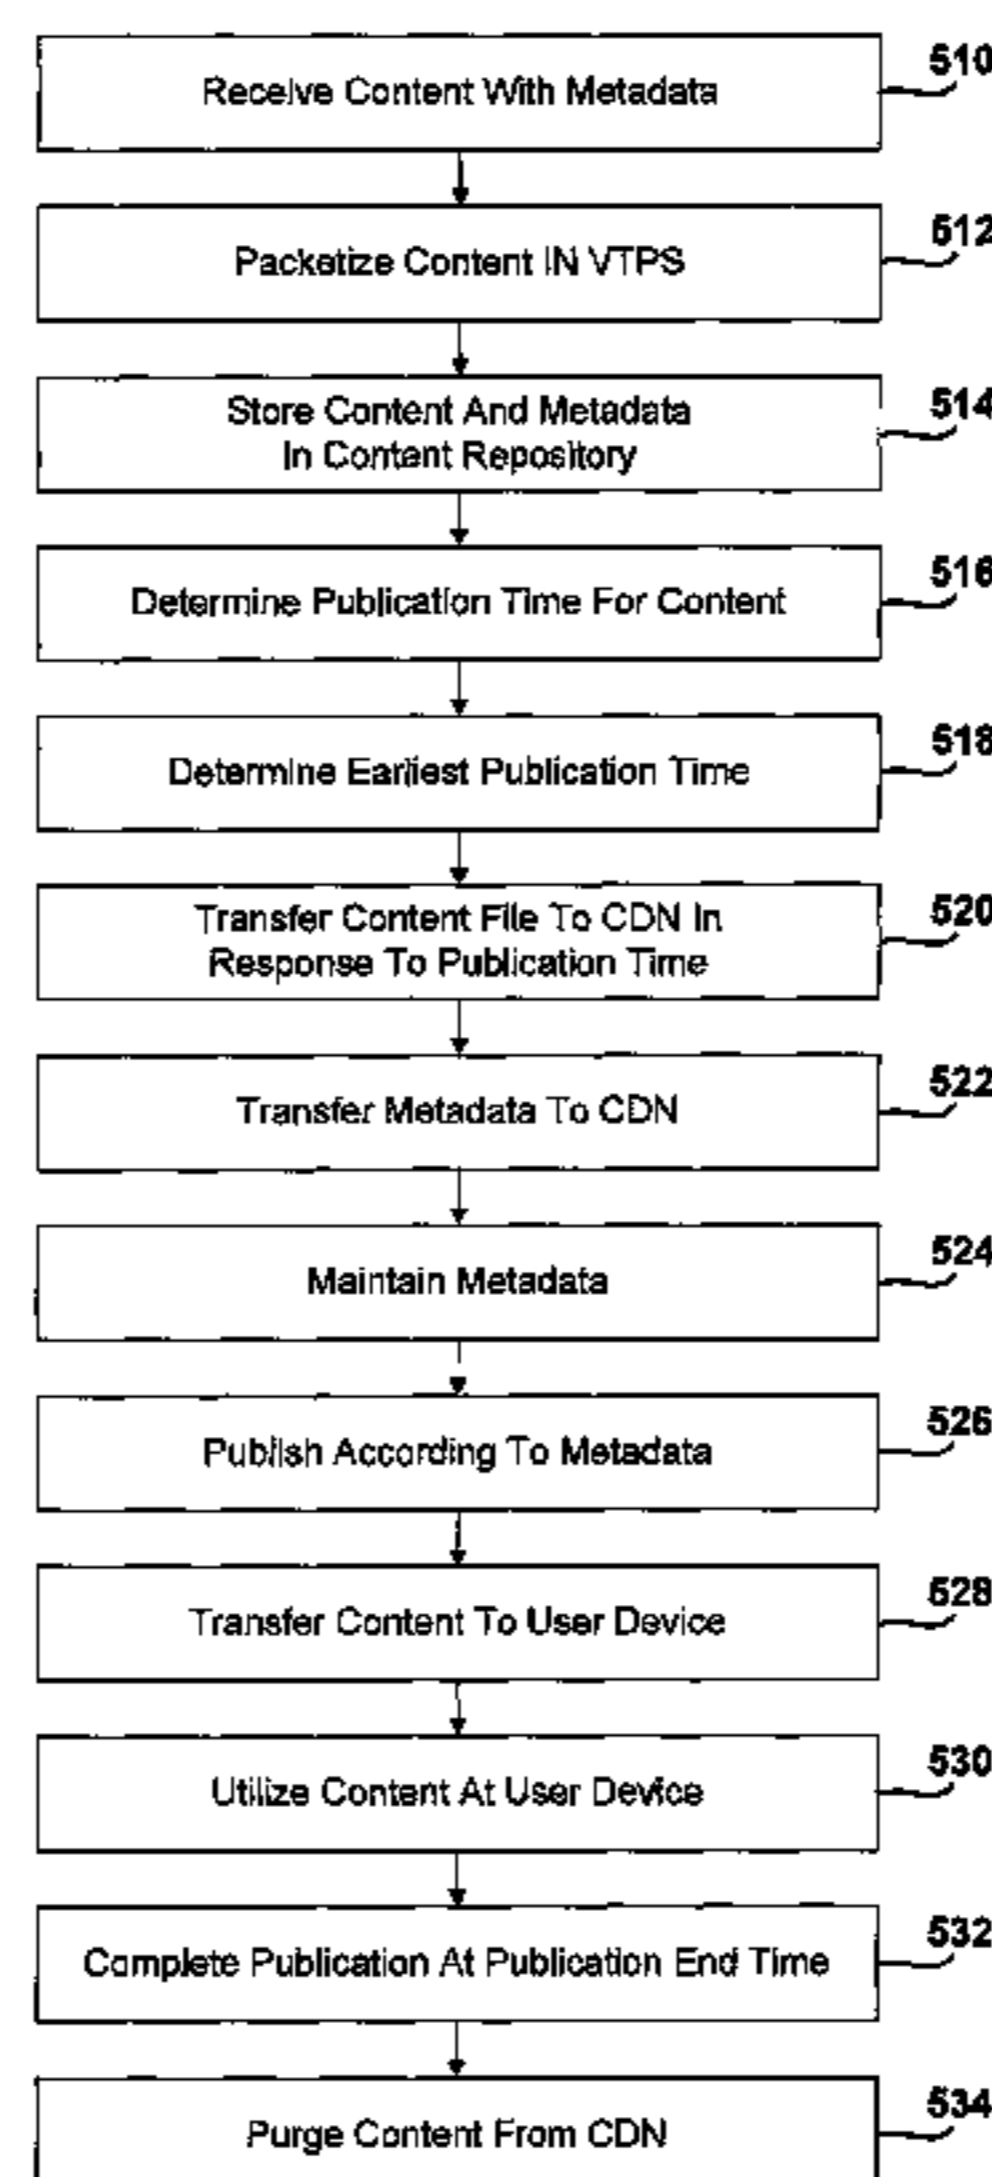 Receive Content With Metadata
510
Packetize Content IN VTPS
512
Store Content And Metadata
In Content Repository
514
Determine Publication Time For Content
516
Determine Earliest Publication Time
518
Transfer Content File To CDN In
Response To Publication Time
520
Transfer Metadata To CDN
522
Maintain Metadata
524
Publish According To Metadata
526
Transfer Content To User Device
528
Utilize Content At User Device
530
Complete Publication At Publication End Time
532
Purge Content From CDN
534